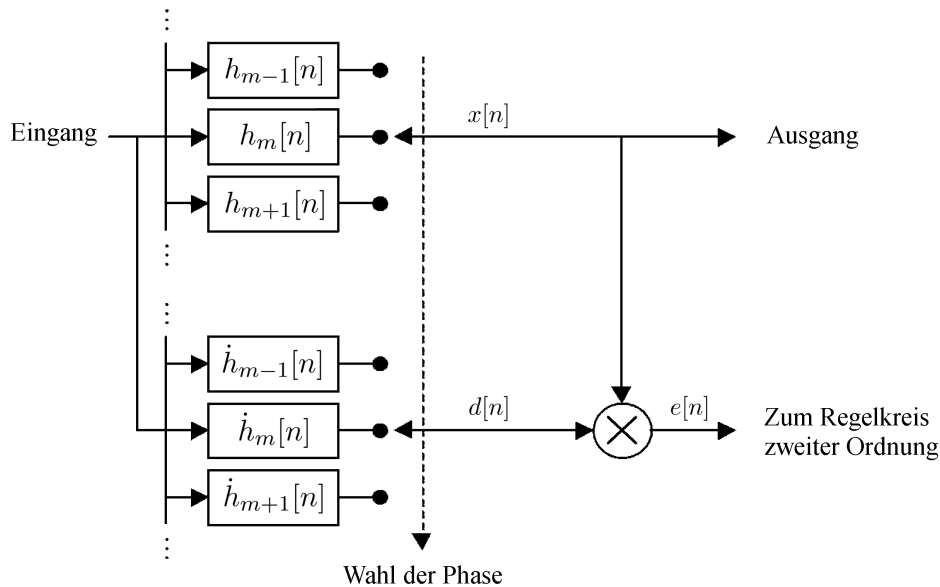 h_{m-1}[n]
Eingang
h_m[n]
x[n]
Ausgang
h_{m+1}[n]
ḣ_{m-1}[n]
ḣ_m[n]
d[n]
e[n]
Zum Regelkreis
zweiter Ordnung
ḣ_{m+1}[n]
Wahl der Phase